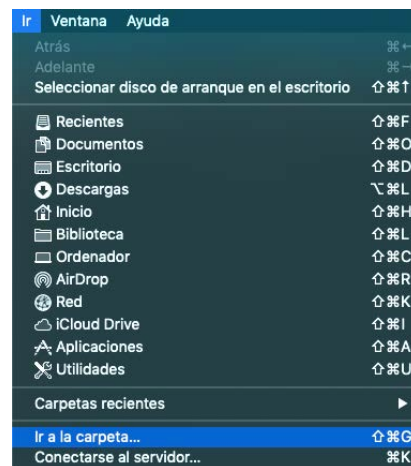 Ir Ventana Ayuda
Atrás ⌘←
Adelante ⌘→
Seleccionar disco de arranque en el escritorio ⇧⌘↑
Recientes ⇧⌘F
Documentos ⇧⌘O
Escritorio ⇧⌘D
Descargas ⌥⌘L
Inicio ⇧⌘H
Biblioteca ⇧⌘L
Ordenador ⇧⌘C
AirDrop ⇧⌘R
Red ⇧⌘K
iCloud Drive ⇧⌘I
Aplicaciones ⇧⌘A
Utilidades ⇧⌘U
Carpetas recientes ▶
Ir a la carpeta... ⇧⌘G
Conectarse al servidor... ⌘K